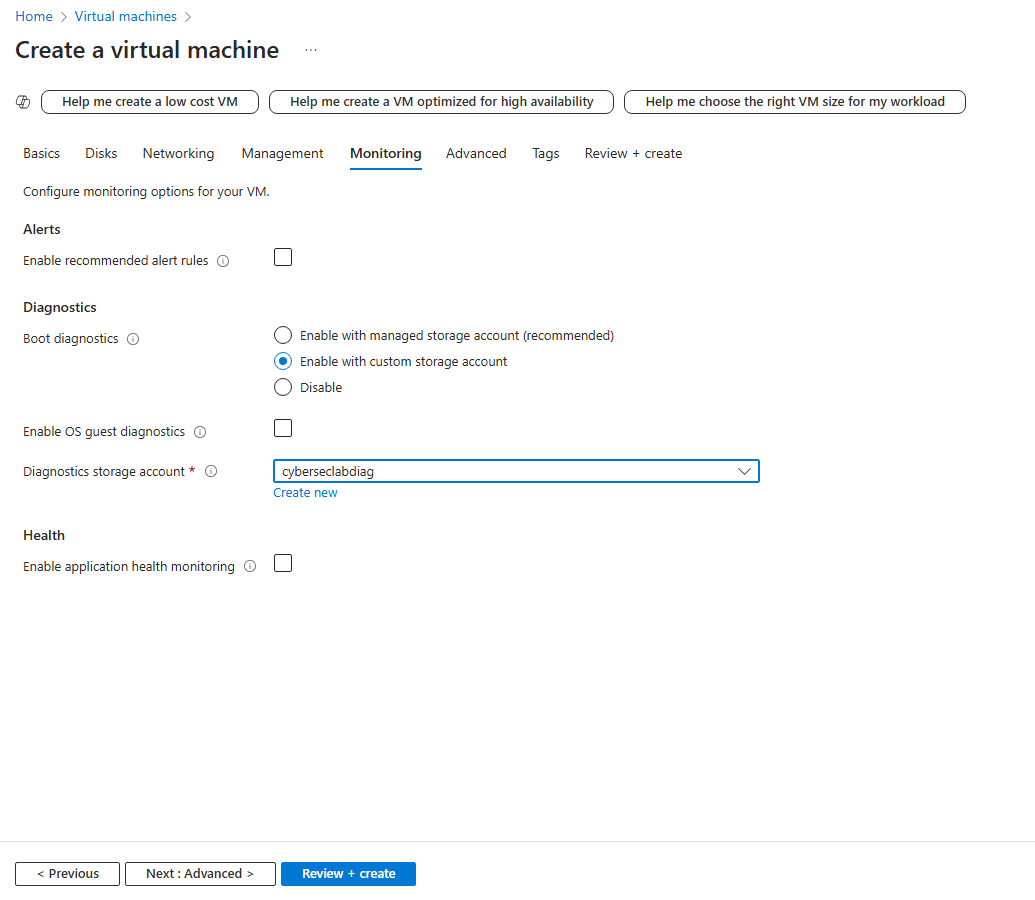 Home > Virtual machines >
Create a virtual machine ...
Help me create a low cost VM Help me create a VM optimized for high availability Help me choose the right VM size for my workload
Basics Disks Networking Management Monitoring Advanced Tags Review + create
Configure monitoring options for your VM.
Alerts
Enable recommended alert rules
Diagnostics
Boot diagnostics
Enable with managed storage account (recommended)
Enable with custom storage account
Disable
Enable OS guest diagnostics
Diagnostics storage account * cyberseclabdiag
Create new
Health
Enable application health monitoring
< Previous Next : Advanced > Review + create